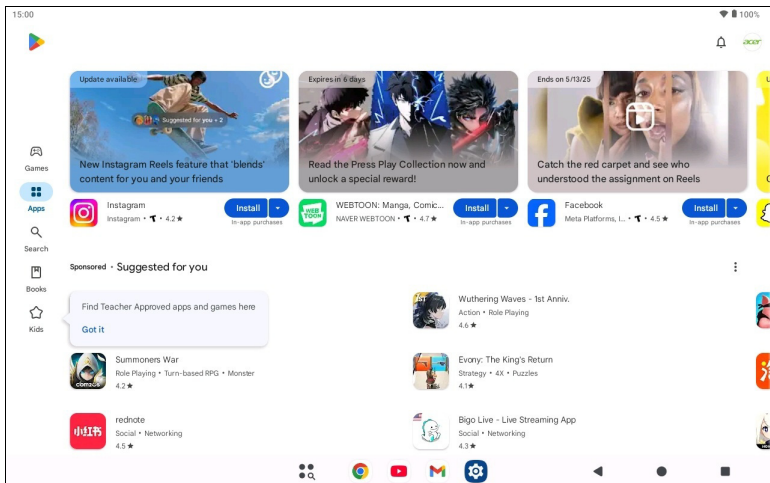 15:00
100%
acer
Update available
Suggested for you + 2
New Instagram Reels feature that 'blends'
content for you and your friends
Expires in 6 days
Read the Press Play Collection now and
unlock a special reward!
Ends on 5/13/25
Catch the red carpet and see who
understood the assignment on Reels
Instagram
Instagram • 4.2★
Install
In-app purchases
WEB
TOON
WEBTOON: Manga, Comic...
NAVER WEBTOON • 4.7★
Install
In-app purchases
Facebook
Meta Platforms, I... • 4.5★
Install
In-app purchases
Games
Apps
Search
Books
Kids
Sponsored • Suggested for you
Find Teacher Approved apps and games here
Got it
Wuthering Waves - 1st Anniv.
Action • Role Playing
4.6★
com2us
Summoners War
Role Playing • Turn-based RPG • Monster
4.2★
Evony: The King's Return
Strategy • 4X • Puzzles
4.1★
小红书
rednote
Social • Networking
4.5★
Bigo Live - Live Streaming App
Social • Networking
4.3★